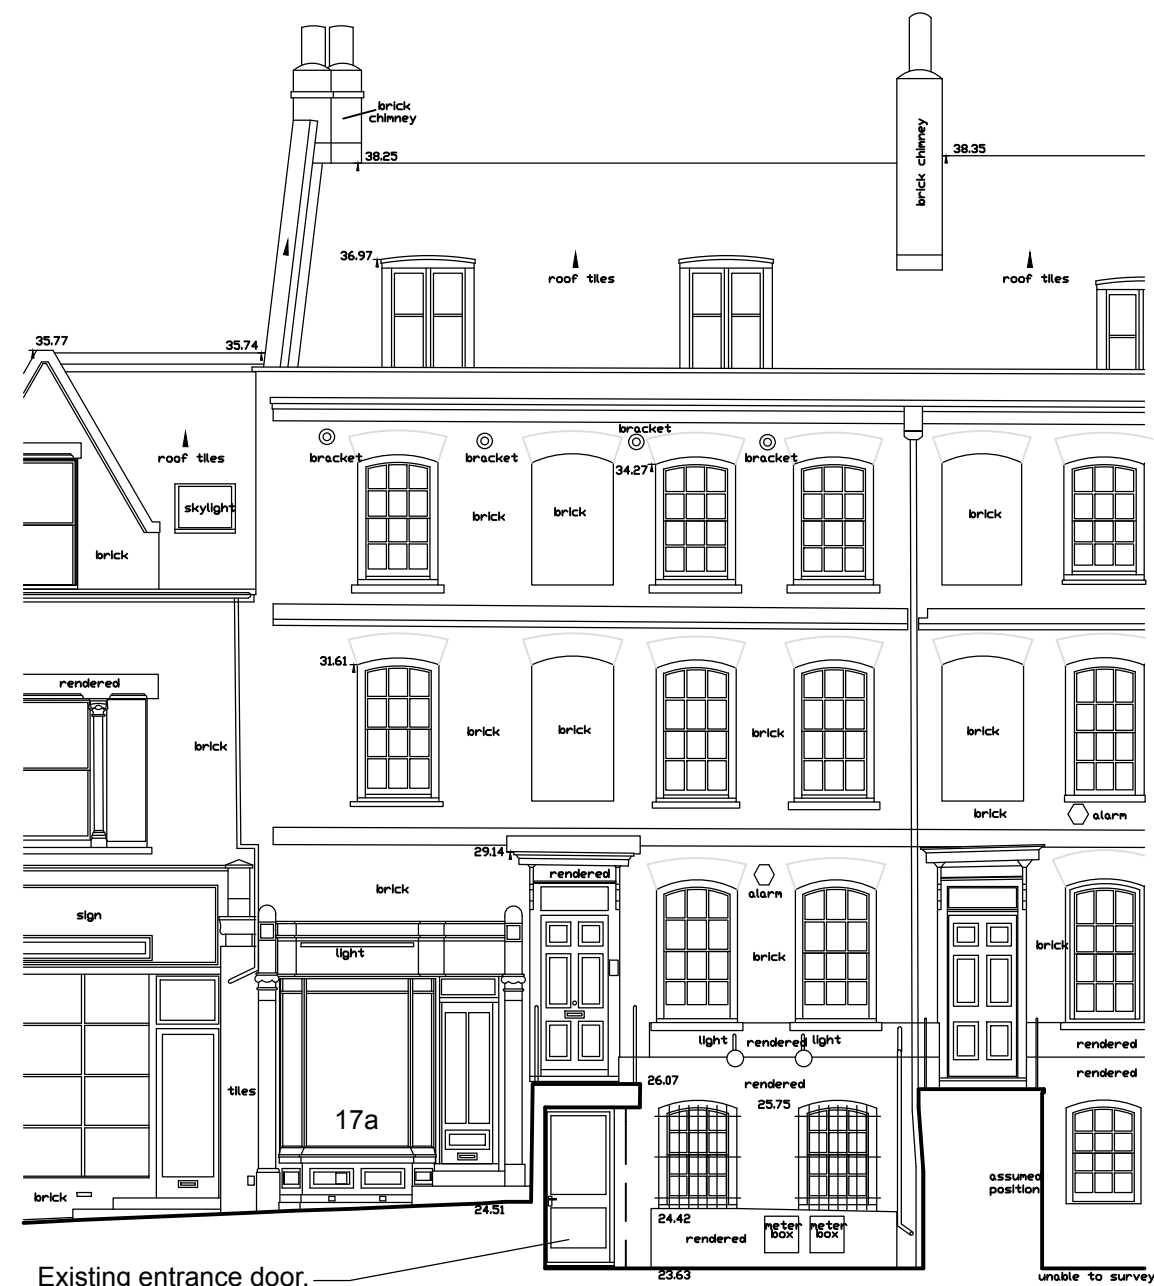 brick
chimney
38.25
brick chimney
38.35
36.97
roof tiles
roof tiles
35.77
35.74
bracket
bracket
bracket
bracket
roof tiles
34.27
skylight
brick
brick
brick
brick
31.61
rendered
brick
brick
brick
brick
brick
brick
alarm
29.14
rendered
brick
alarm
sign
light
brick
brick
light
rendered
light
rendered
rendered
rendered
26.07
25.75
tiles
17a
assumed
position
brick
24.51
24.42
meter
box
meter
box
rendered
23.63
Existing entrance door.
unable to survey